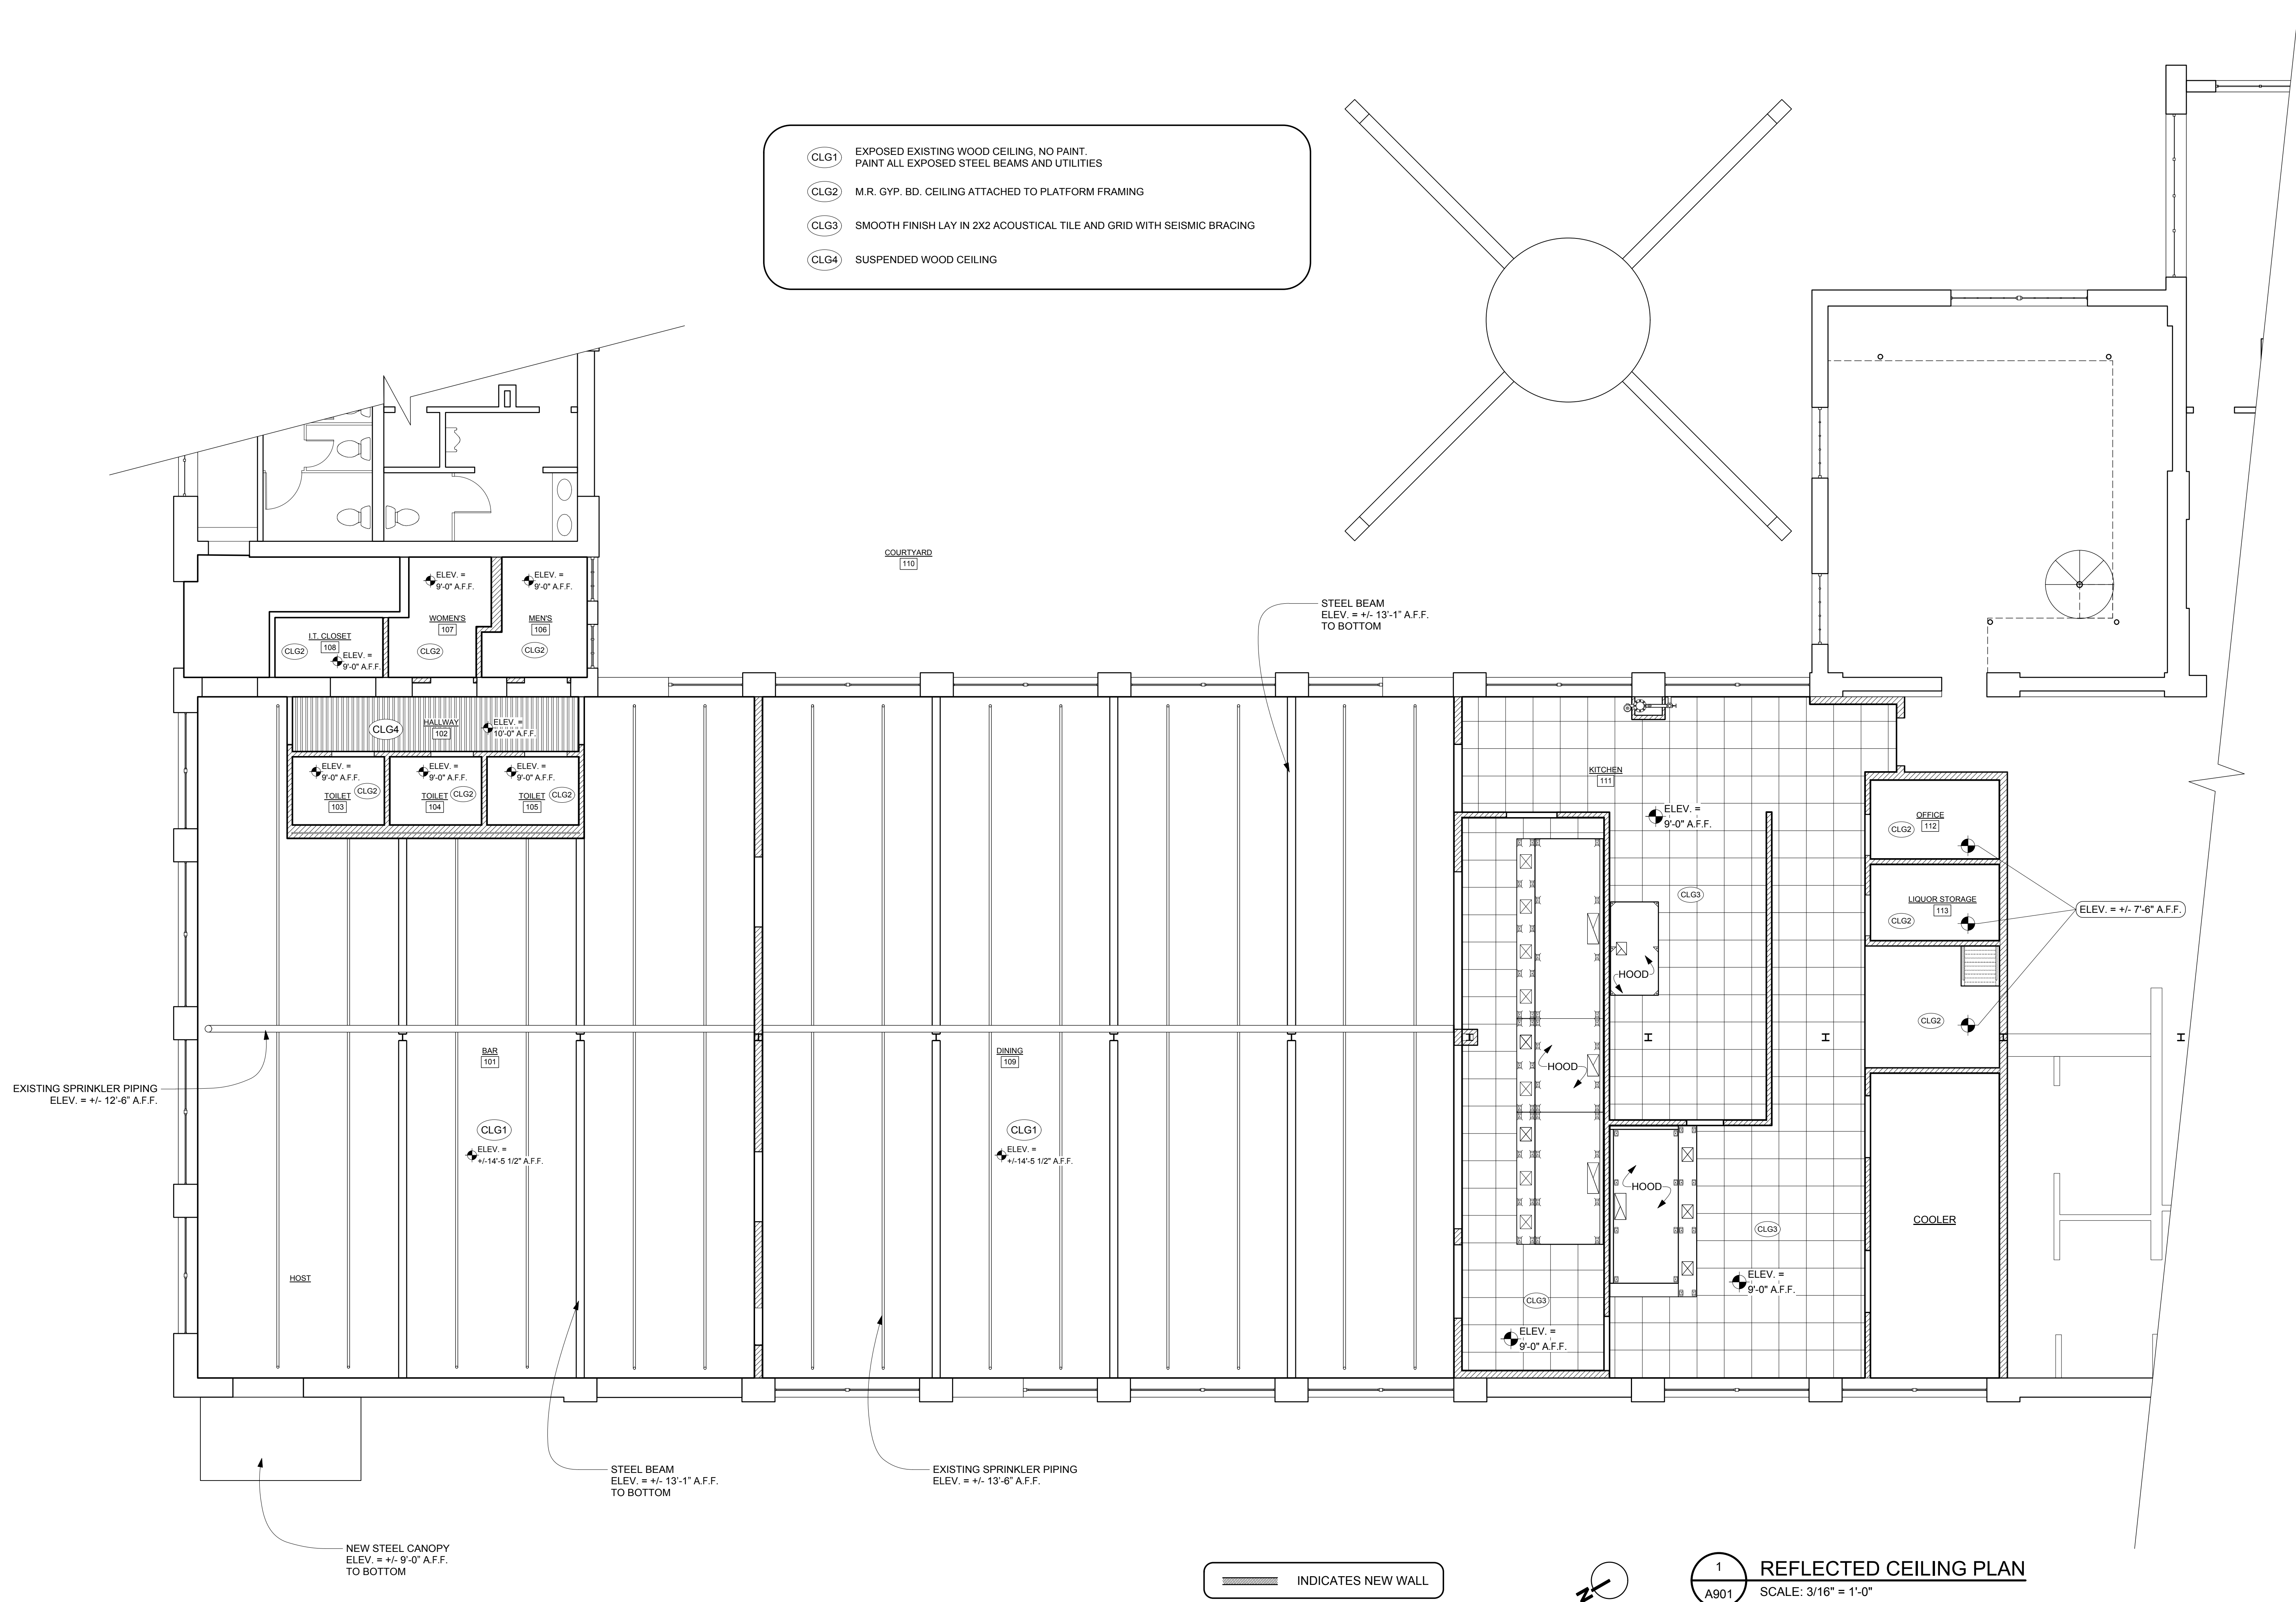 CLG1
EXPOSED EXISTING WOOD CEILING, NO PAINT.
PAINT ALL EXPOSED STEEL BEAMS AND UTILITIES
CLG2
M.R. GYP. BD. CEILING ATTACHED TO PLATFORM FRAMING
CLG3
SMOOTH FINISH LAY IN 2X2 ACOUSTICAL TILE AND GRID WITH SEISMIC BRACING
CLG4
SUSPENDED WOOD CEILING
COURTYARD
110
ELEV. =
9'-0" A.F.F.
WOMEN'S
107
CLG2
ELEV. =
9'-0" A.F.F.
MEN'S
106
CLG2
I.T. CLOSET
108
CLG2
ELEV. =
9'-0" A.F.F.
STEEL BEAM
ELEV. = +/- 13'-1" A.F.F.
TO BOTTOM
CLG4
HALLWAY
102
ELEV. =
10'-0" A.F.F.
ELEV. =
9'-0" A.F.F.
TOILET
103
CLG2
ELEV. =
9'-0" A.F.F.
TOILET
104
CLG2
ELEV. =
9'-0" A.F.F.
TOILET
105
CLG2
KITCHEN
111
ELEV. =
9'-0" A.F.F.
CLG3
OFFICE
112
CLG2
LIQUOR STORAGE
113
CLG2
ELEV. = +/- 7'-6" A.F.F.
CLG2
HOOD
HOOD
HOOD
BAR
101
CLG1
ELEV. =
+/-14'-5 1/2" A.F.F.
DINING
109
CLG1
ELEV. =
+/-14'-5 1/2" A.F.F.
EXISTING SPRINKLER PIPING
ELEV. = +/- 12'-6" A.F.F.
HOST
COOLER
CLG3
ELEV. =
9'-0" A.F.F.
CLG3
ELEV. =
9'-0" A.F.F.
STEEL BEAM
ELEV. = +/- 13'-1" A.F.F.
TO BOTTOM
EXISTING SPRINKLER PIPING
ELEV. = +/- 13'-6" A.F.F.
NEW STEEL CANOPY
ELEV. = +/- 9'-0" A.F.F.
TO BOTTOM
INDICATES NEW WALL
N
1
A901
REFLECTED CEILING PLAN
SCALE: 3/16" = 1'-0"